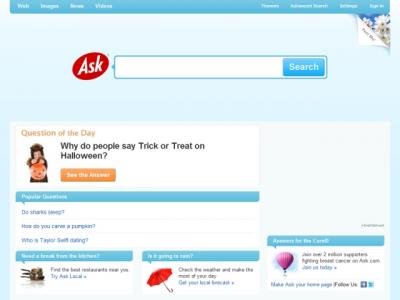 Web Images News Videos
Themes Advanced Search Settings Sign In
Ask
Search
Question of the Day
Why do people say Trick or Treat on
Halloween?
See the Answer
Popular Questions
Do sharks sleep?
How do you carve a pumpkin?
Who is Taylor Swift dating?
Advertisement
Need a break from the kitchen?
Find the best restaurants near you.
Try Ask Local »
Is it going to rain?
Check the weather and make the
most of your day.
Get your local forecast »
Answers for the Cure®
Join over 2 million supporters
fighting breast cancer on Ask.com.
Join us today »
Make Ask your home page | Follow Us: